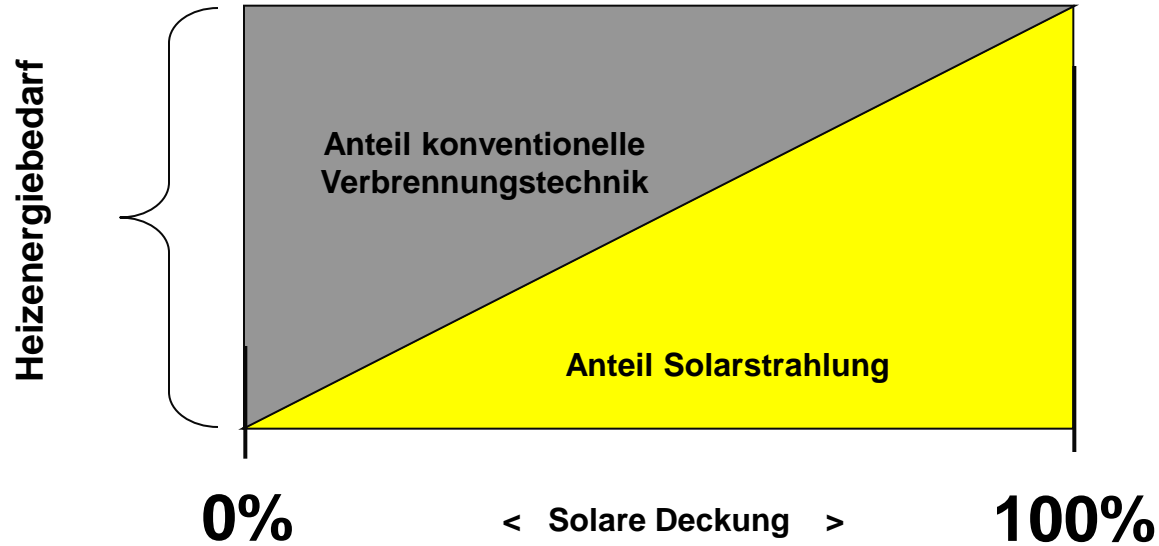 Heizenergiebedarf
Anteil konventionelle
Verbrennungstechnik
Anteil Solarstrahlung
0%
< Solare Deckung >
100%